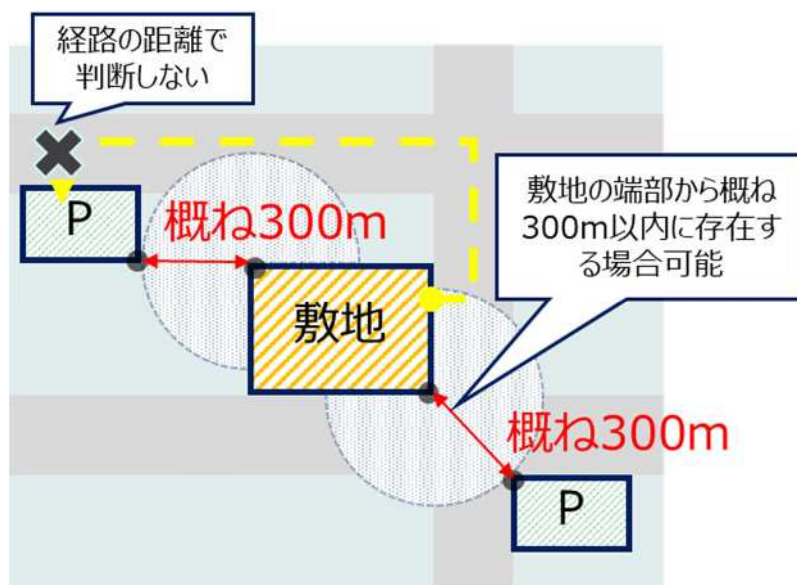 経路の距離で
判断しない
P
概ね300m
敷地の端部から概ね
300m以内に存在す
る場合可能
敷地
概ね300m
P